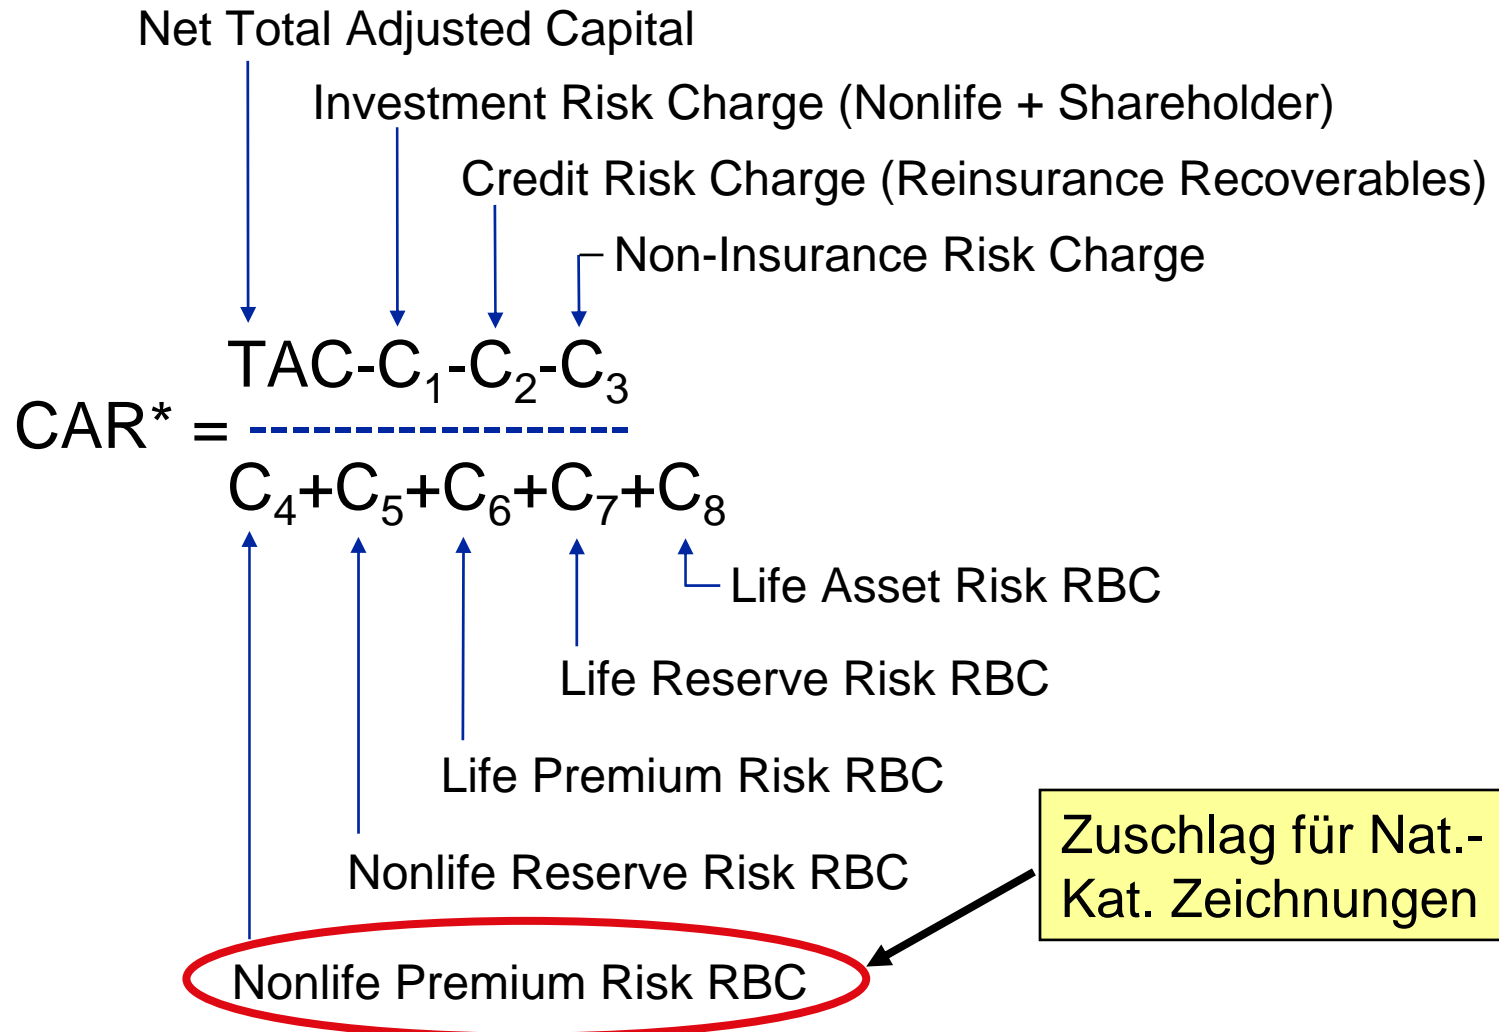 Net Total Adjusted Capital
Investment Risk Charge (Nonlife + Shareholder)
Credit Risk Charge (Reinsurance Recoverables)
Non-Insurance Risk Charge
TAC-C₁-C₂-C₃
CAR* = ------------------
C₄+C₅+C₆+C₇+C₈
Life Asset Risk RBC
Life Reserve Risk RBC
Life Premium Risk RBC
Nonlife Reserve Risk RBC
Zuschlag für Nat.-
Kat. Zeichnungen
Nonlife Premium Risk RBC